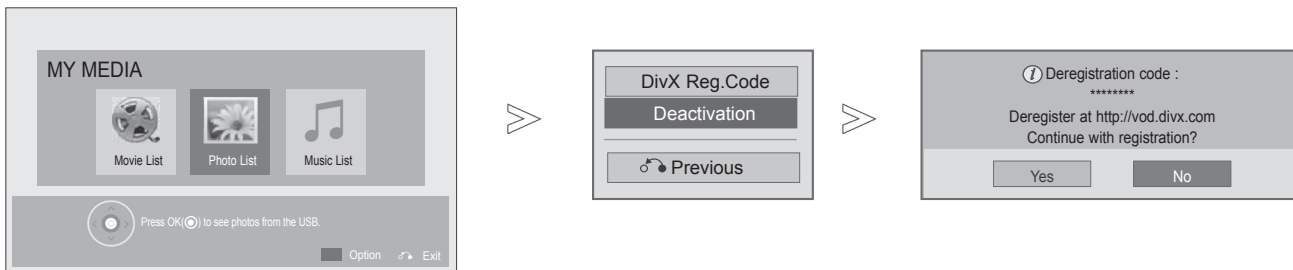 MY MEDIA
Movie List
Photo List
Music List
Press OK(◉) to see photos from the USB.
Option
Exit
DivX Reg.Code
Deactivation
Previous
i Deregistration code :
********
Deregister at http://vod.divx.com
Continue with registration?
Yes
No